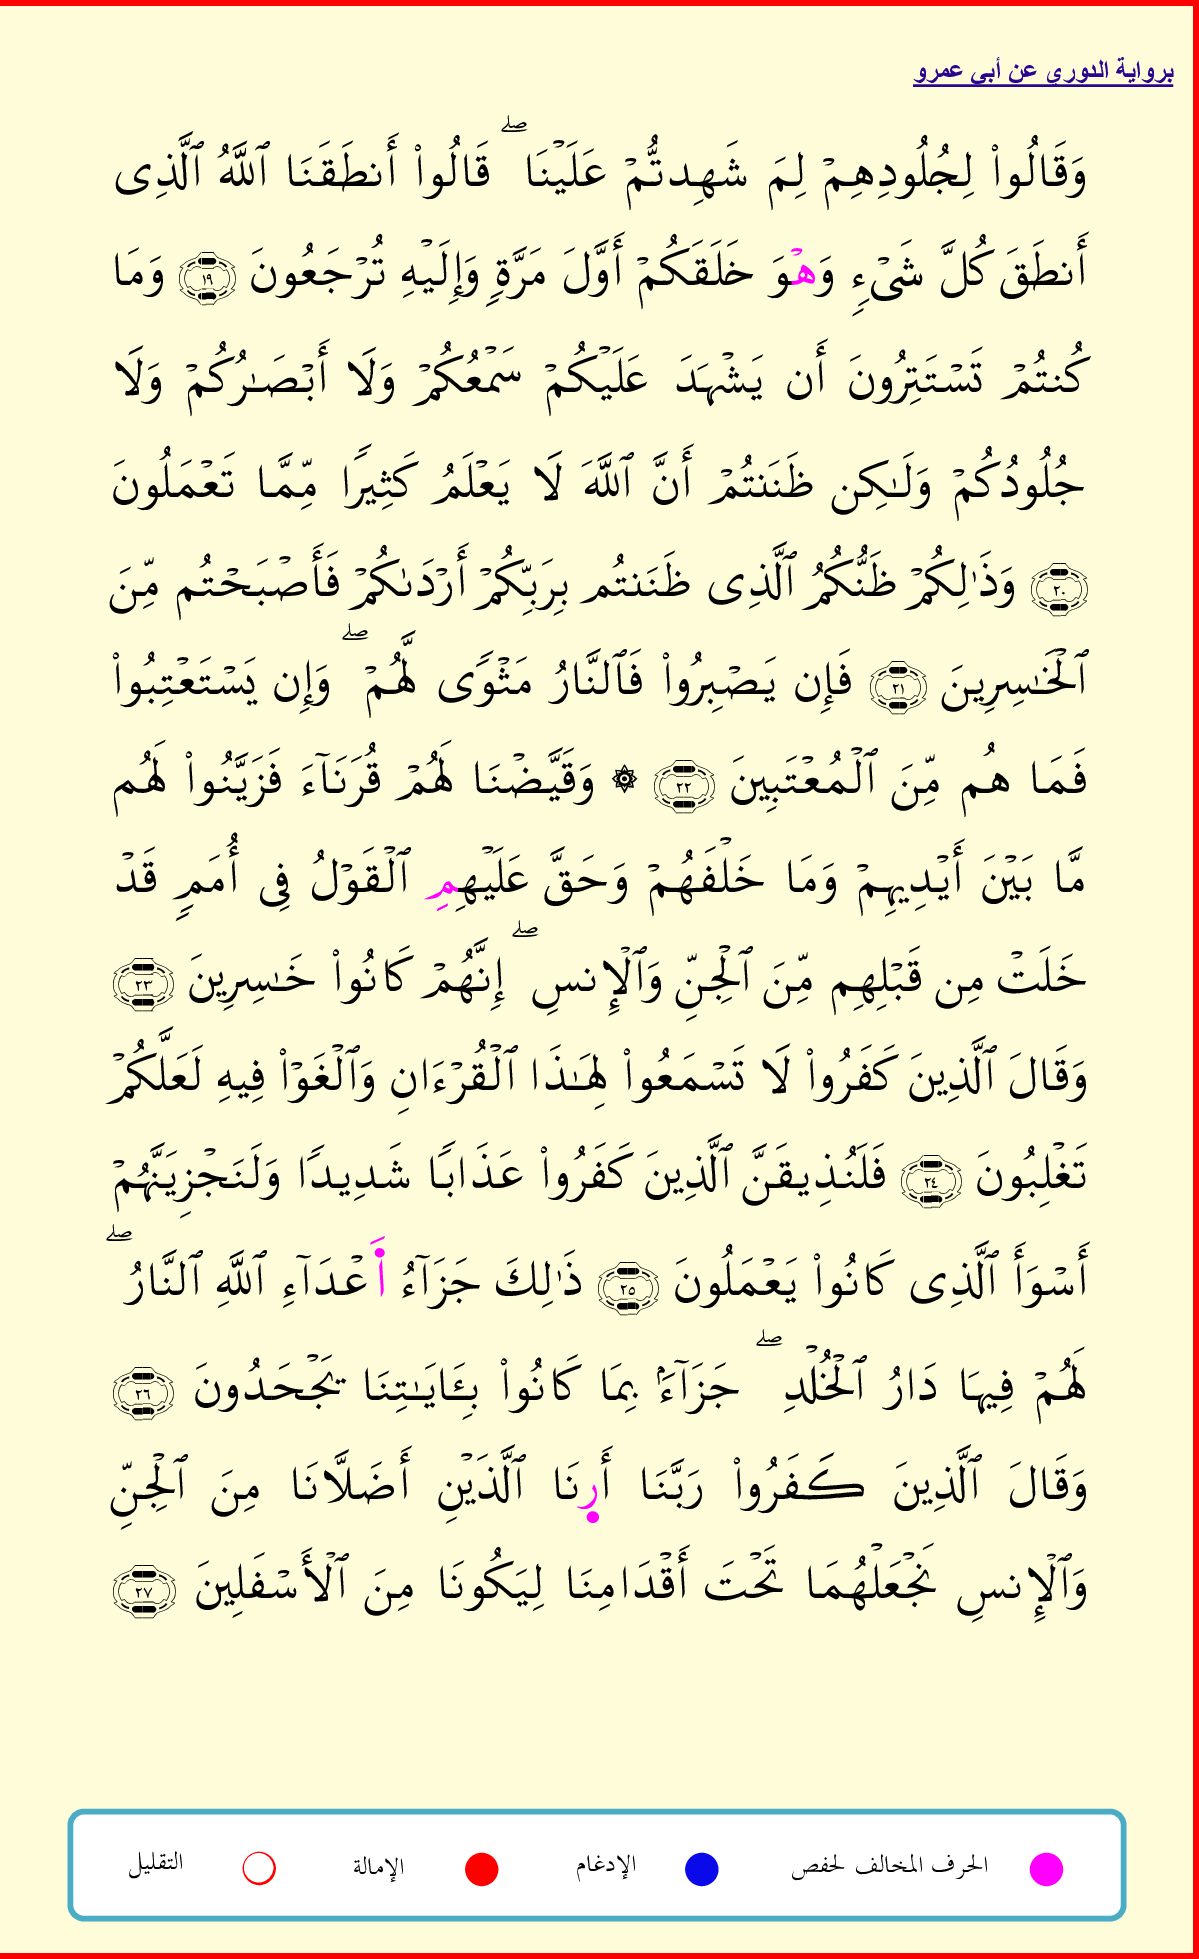 برواية الدوري عن أبي عمرو
وَقَالُوا۟ لِجُلُودِهِمْ لِمَ شَهِدتُّمْ عَلَيْنَا ۖ قَالُوٓا۟ أَنطَقَنَا ٱللَّهُ ٱلَّذِى
أَنطَقَ كُلَّ شَىْءٍ وَهْوَ خَلَقَكُمْ أَوَّلَ مَرَّةٍ وَإِلَيْهِ تُرْجَعُونَ ١٩ وَمَا
كُنتُمْ تَسْتَتِرُونَ أَن يَشْهَدَ عَلَيْكُمْ سَمْعُكُمْ وَلَا أَبْصَـٰرُكُمْ وَلَا
جُلُودُكُمْ وَلَـٰكِن ظَنَنتُمْ أَنَّ ٱللَّهَ لَا يَعْلَمُ كَثِيرًا مِّمَّا تَعْمَلُونَ
٢٠ وَذَٰلِكُمْ ظَنُّكُمُ ٱلَّذِى ظَنَنتُم بِرَبِّكُمْ أَرْدَىٰكُمْ فَأَصْبَحْتُم مِّنَ
ٱلْخَـٰسِرِينَ ٢١ فَإِن يَصْبِرُوا۟ فَٱلنَّارُ مَثْوًى لَّهُمْ ۖ وَإِن يَسْتَعْتِبُوا۟
فَمَا هُم مِّنَ ٱلْمُعْتَبِينَ ٢٢ ۞ وَقَيَّضْنَا لَهُمْ قُرَنَآءَ فَزَيَّنُوا۟ لَهُم
مَّا بَيْنَ أَيْدِيهِمْ وَمَا خَلْفَهُمْ وَحَقَّ عَلَيْهِمِ ٱلْقَوْلُ فِى أُمَمٍ قَدْ
خَلَتْ مِن قَبْلِهِم مِّنَ ٱلْجِنِّ وَٱلْإِنسِ ۖ إِنَّهُمْ كَانُوا۟ خَـٰسِرِينَ ٢٣
وَقَالَ ٱلَّذِينَ كَفَرُوا۟ لَا تَسْمَعُوا۟ لِهَـٰذَا ٱلْقُرْءَانِ وَٱلْغَوْا۟ فِيهِ لَعَلَّكُمْ
تَغْلِبُونَ ٢٤ فَلَنُذِيقَنَّ ٱلَّذِينَ كَفَرُوا۟ عَذَابًا شَدِيدًا وَلَنَجْزِيَنَّهُمْ
أَسْوَأَ ٱلَّذِى كَانُوا۟ يَعْمَلُونَ ٢٥ ذَٰلِكَ جَزَآءُ أَعْدَآءِ ٱللَّهِ ٱلنَّارُ ۖ
لَهُمْ فِيهَا دَارُ ٱلْخُلْدِ ۖ جَزَآءًۢ بِمَا كَانُوا۟ بِـَٔايَـٰتِنَا يَجْحَدُونَ ٢٦
وَقَالَ ٱلَّذِينَ كَفَرُوا۟ رَبَّنَا أَرِنَا ٱلَّذَيْنِ أَضَلَّانَا مِنَ ٱلْجِنِّ
وَٱلْإِنسِ نَجْعَلْهُمَا تَحْتَ أَقْدَامِنَا لِيَكُونَا مِنَ ٱلْأَسْفَلِينَ ٢٧
الحرف المخالف لحفص الإدغام الإمالة التقليل